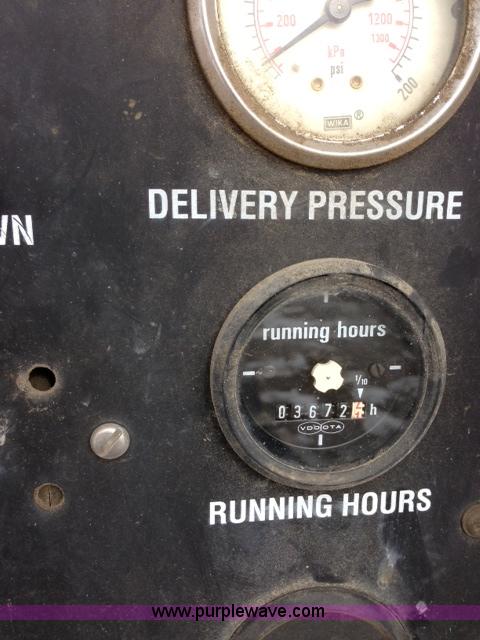 200 1200
kPa 1300
psi
200
WIKA ®
DELIVERY PRESSURE
WN
running hours
1/10
03672 h
VDO OTA
RUNNING HOURS
www.purplewave.com